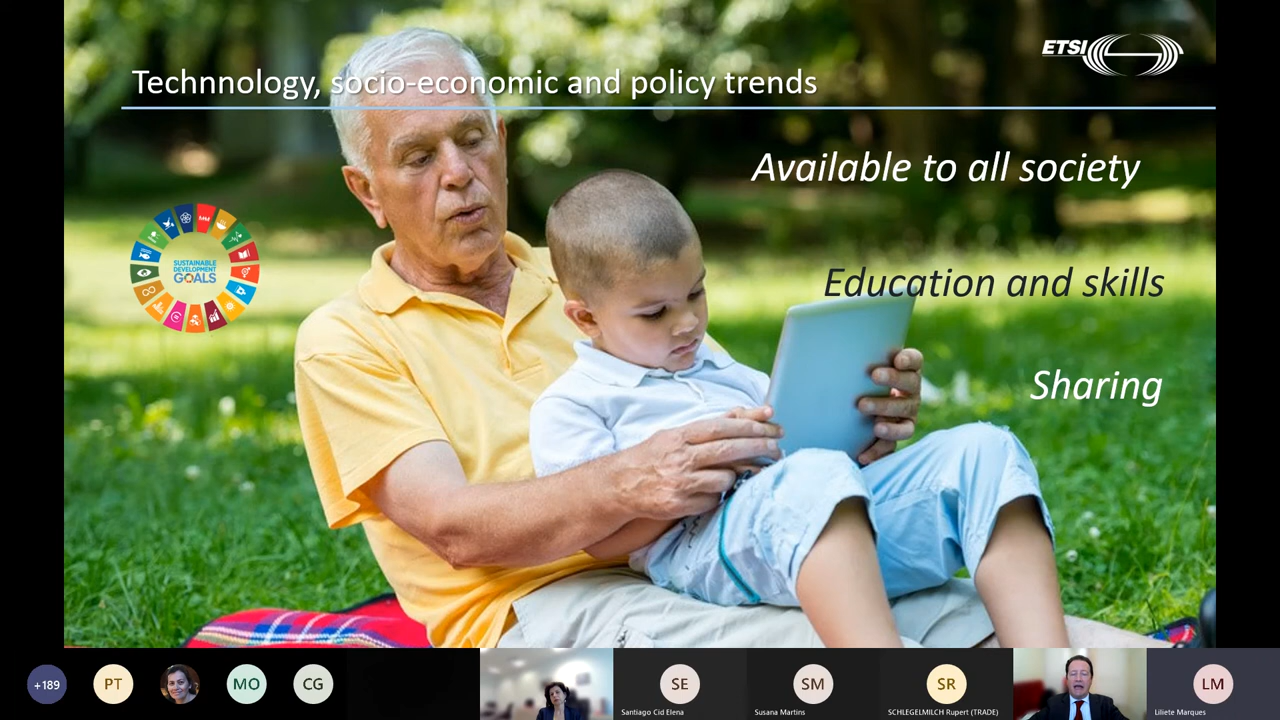 ETSI
Technnology, socio-economic and policy trends
Available to all society
SUSTAINABLE
DEVELOPMENT
GOALS
Education and skills
Sharing
+189
PT
MO
CG
SE
SM
SR
LM
Santiago Cid Elena
Susana Martins
SCHLEGELMILCH Rupert (TRADE)
Liliete Marques